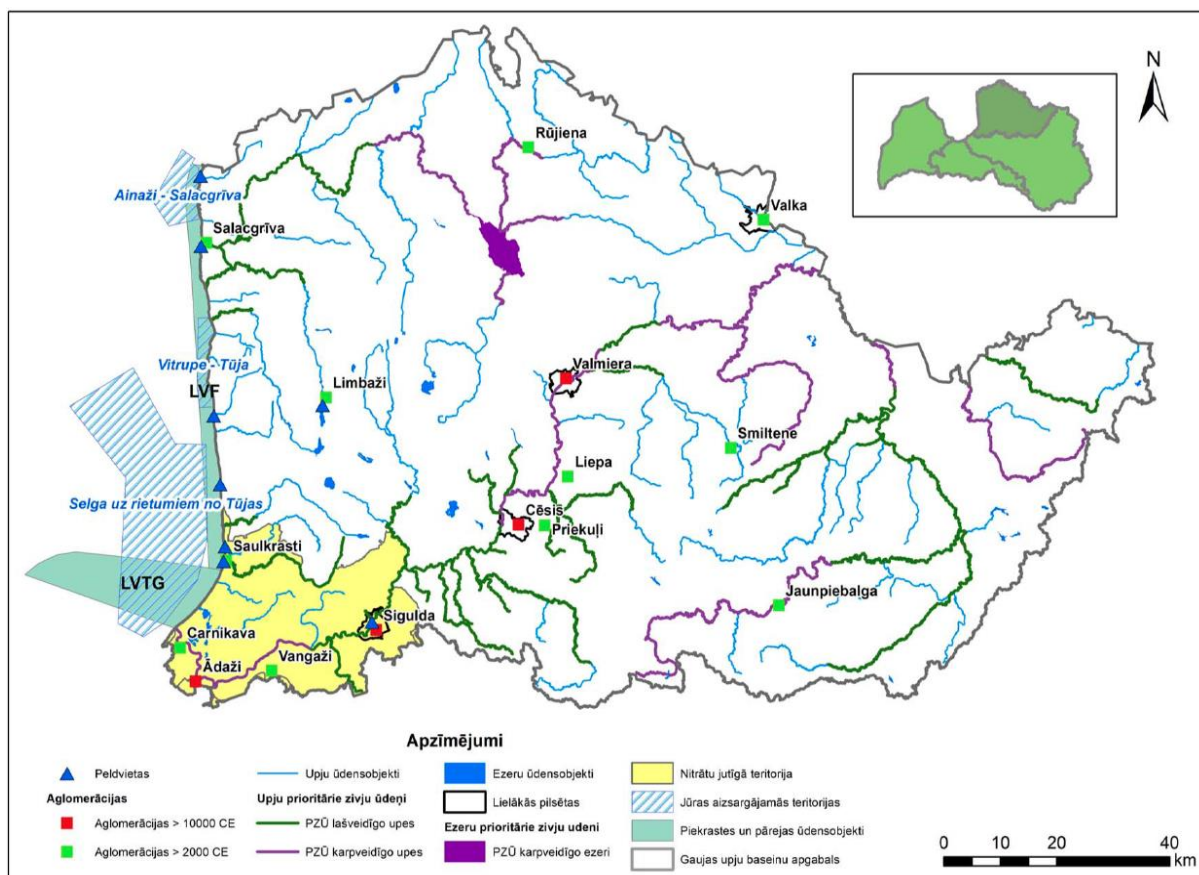 N
Rūjiena
Ainaži - Salacgrīva
Valka
Salacgrīva
Vitrupe - Tūja
LVF
Limbaži
Valmiera
Smiltene
Liepa
Selga uz rietumiem no Tūjas
Cēsis
Priekuļi
Saulkrasti
LVTG
Jaunpiebalga
Sigulda
Carnikava
Ādaži
Vangaži
Apzīmējumi
Peldvietas
Aglomerācijas
Aglomerācijas > 10000 CE
Aglomerācijas > 2000 CE
Upju ūdensobjekti
Upju prioritārie zivju ūdeņi
PZŪ lašveidīgo upes
PZŪ karpveidīgo upes
Ezeru ūdensobjekti
Lielākās pilsētas
Ezeru prioritārie zivju udeni
PZŪ karpveidīgo ezeri
Nitrātu jutīgā teritorija
Jūras aizsargājamās teritorijas
Piekrastes un pārejas ūdensobjekti
Gaujas upju baseinu apgabals
0 10 20 40
km